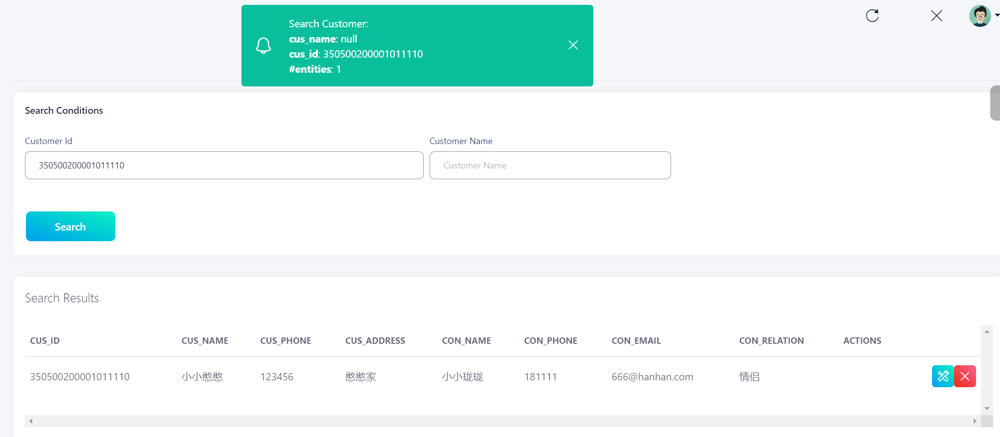 Search Customer:
cus_name: null
cus_id: 350500200001011110
#entities: 1
Search Conditions
Customer Id
Customer Name
350500200001011110
Customer Name
Search
Search Results
CUS_ID CUS_NAME CUS_PHONE CUS_ADDRESS CON_NAME CON_PHONE CON_EMAIL CON_RELATION ACTIONS
350500200001011110 小小憨憨 123456 憨憨家 小小珑珑 181111 666@hanhan.com 情侣